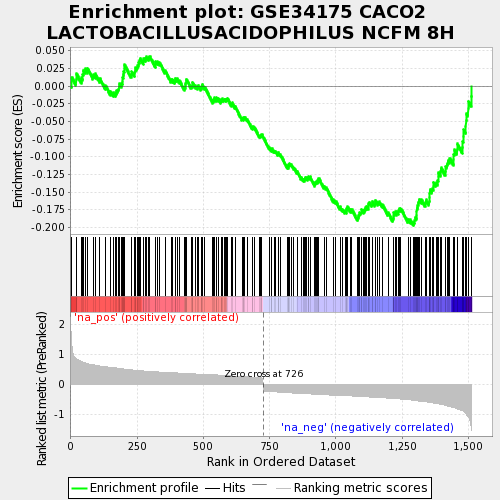 Enrichment plot: GSE34175 CACO2
LACTOBACILLUSACIDOPHILUS NCFM 8H
Enrichment score (ES)
0.050
0.025
0.000
-0.025
-0.050
-0.075
-0.100
-0.125
-0.150
-0.175
-0.200
'na_pos' (positively correlated)
Ranked list metric (PreRanked)
2
1
0
-1
Zero cross at 726
'na_neg' (negatively correlated)
0
250
500
750
1,000
1,250
1,500
Rank in Ordered Dataset
Enrichment profile
Hits
Ranking metric scores